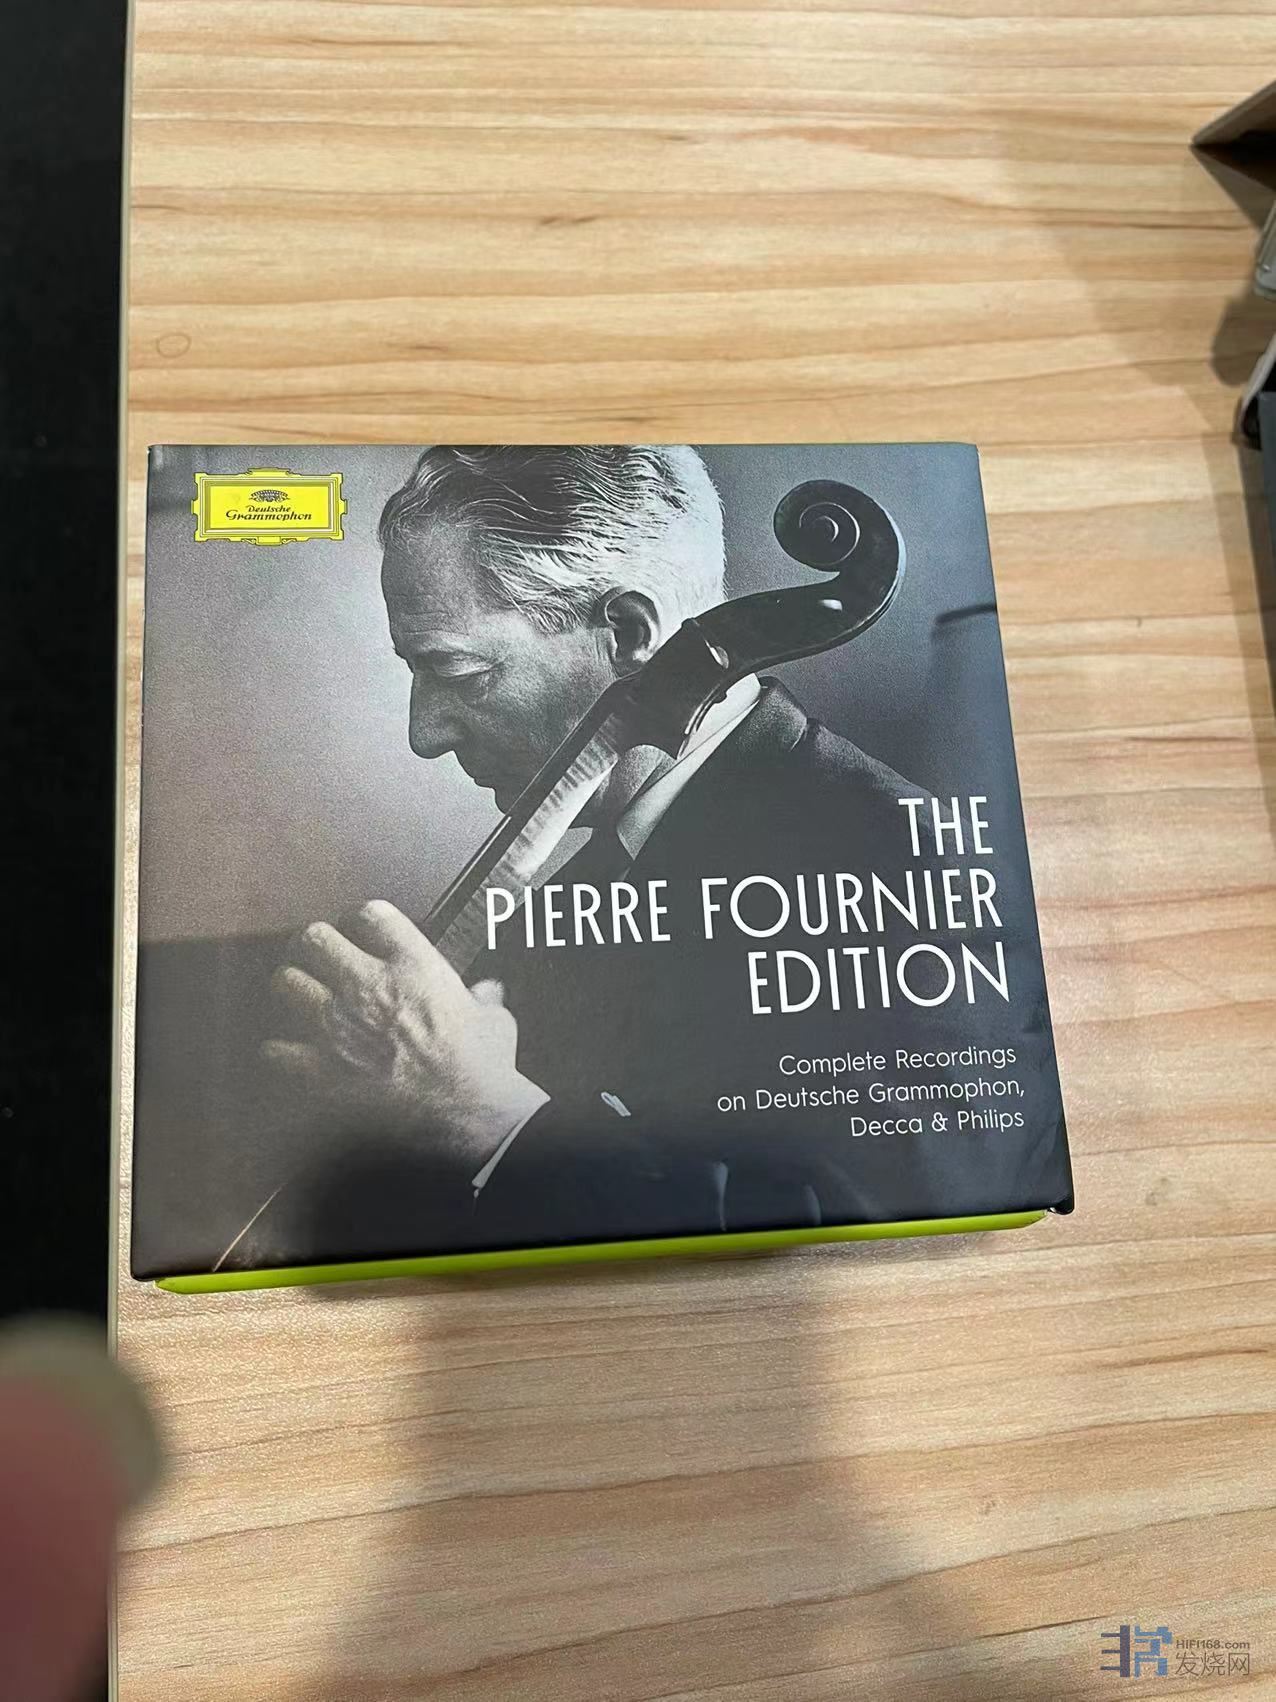 Deutsche
Grammophon
THE
PIERRE FOURNIER
EDITION
Complete Recordings
on Deutsche Grammophon,
Decca & Philips
HiFi168.com
发烧网